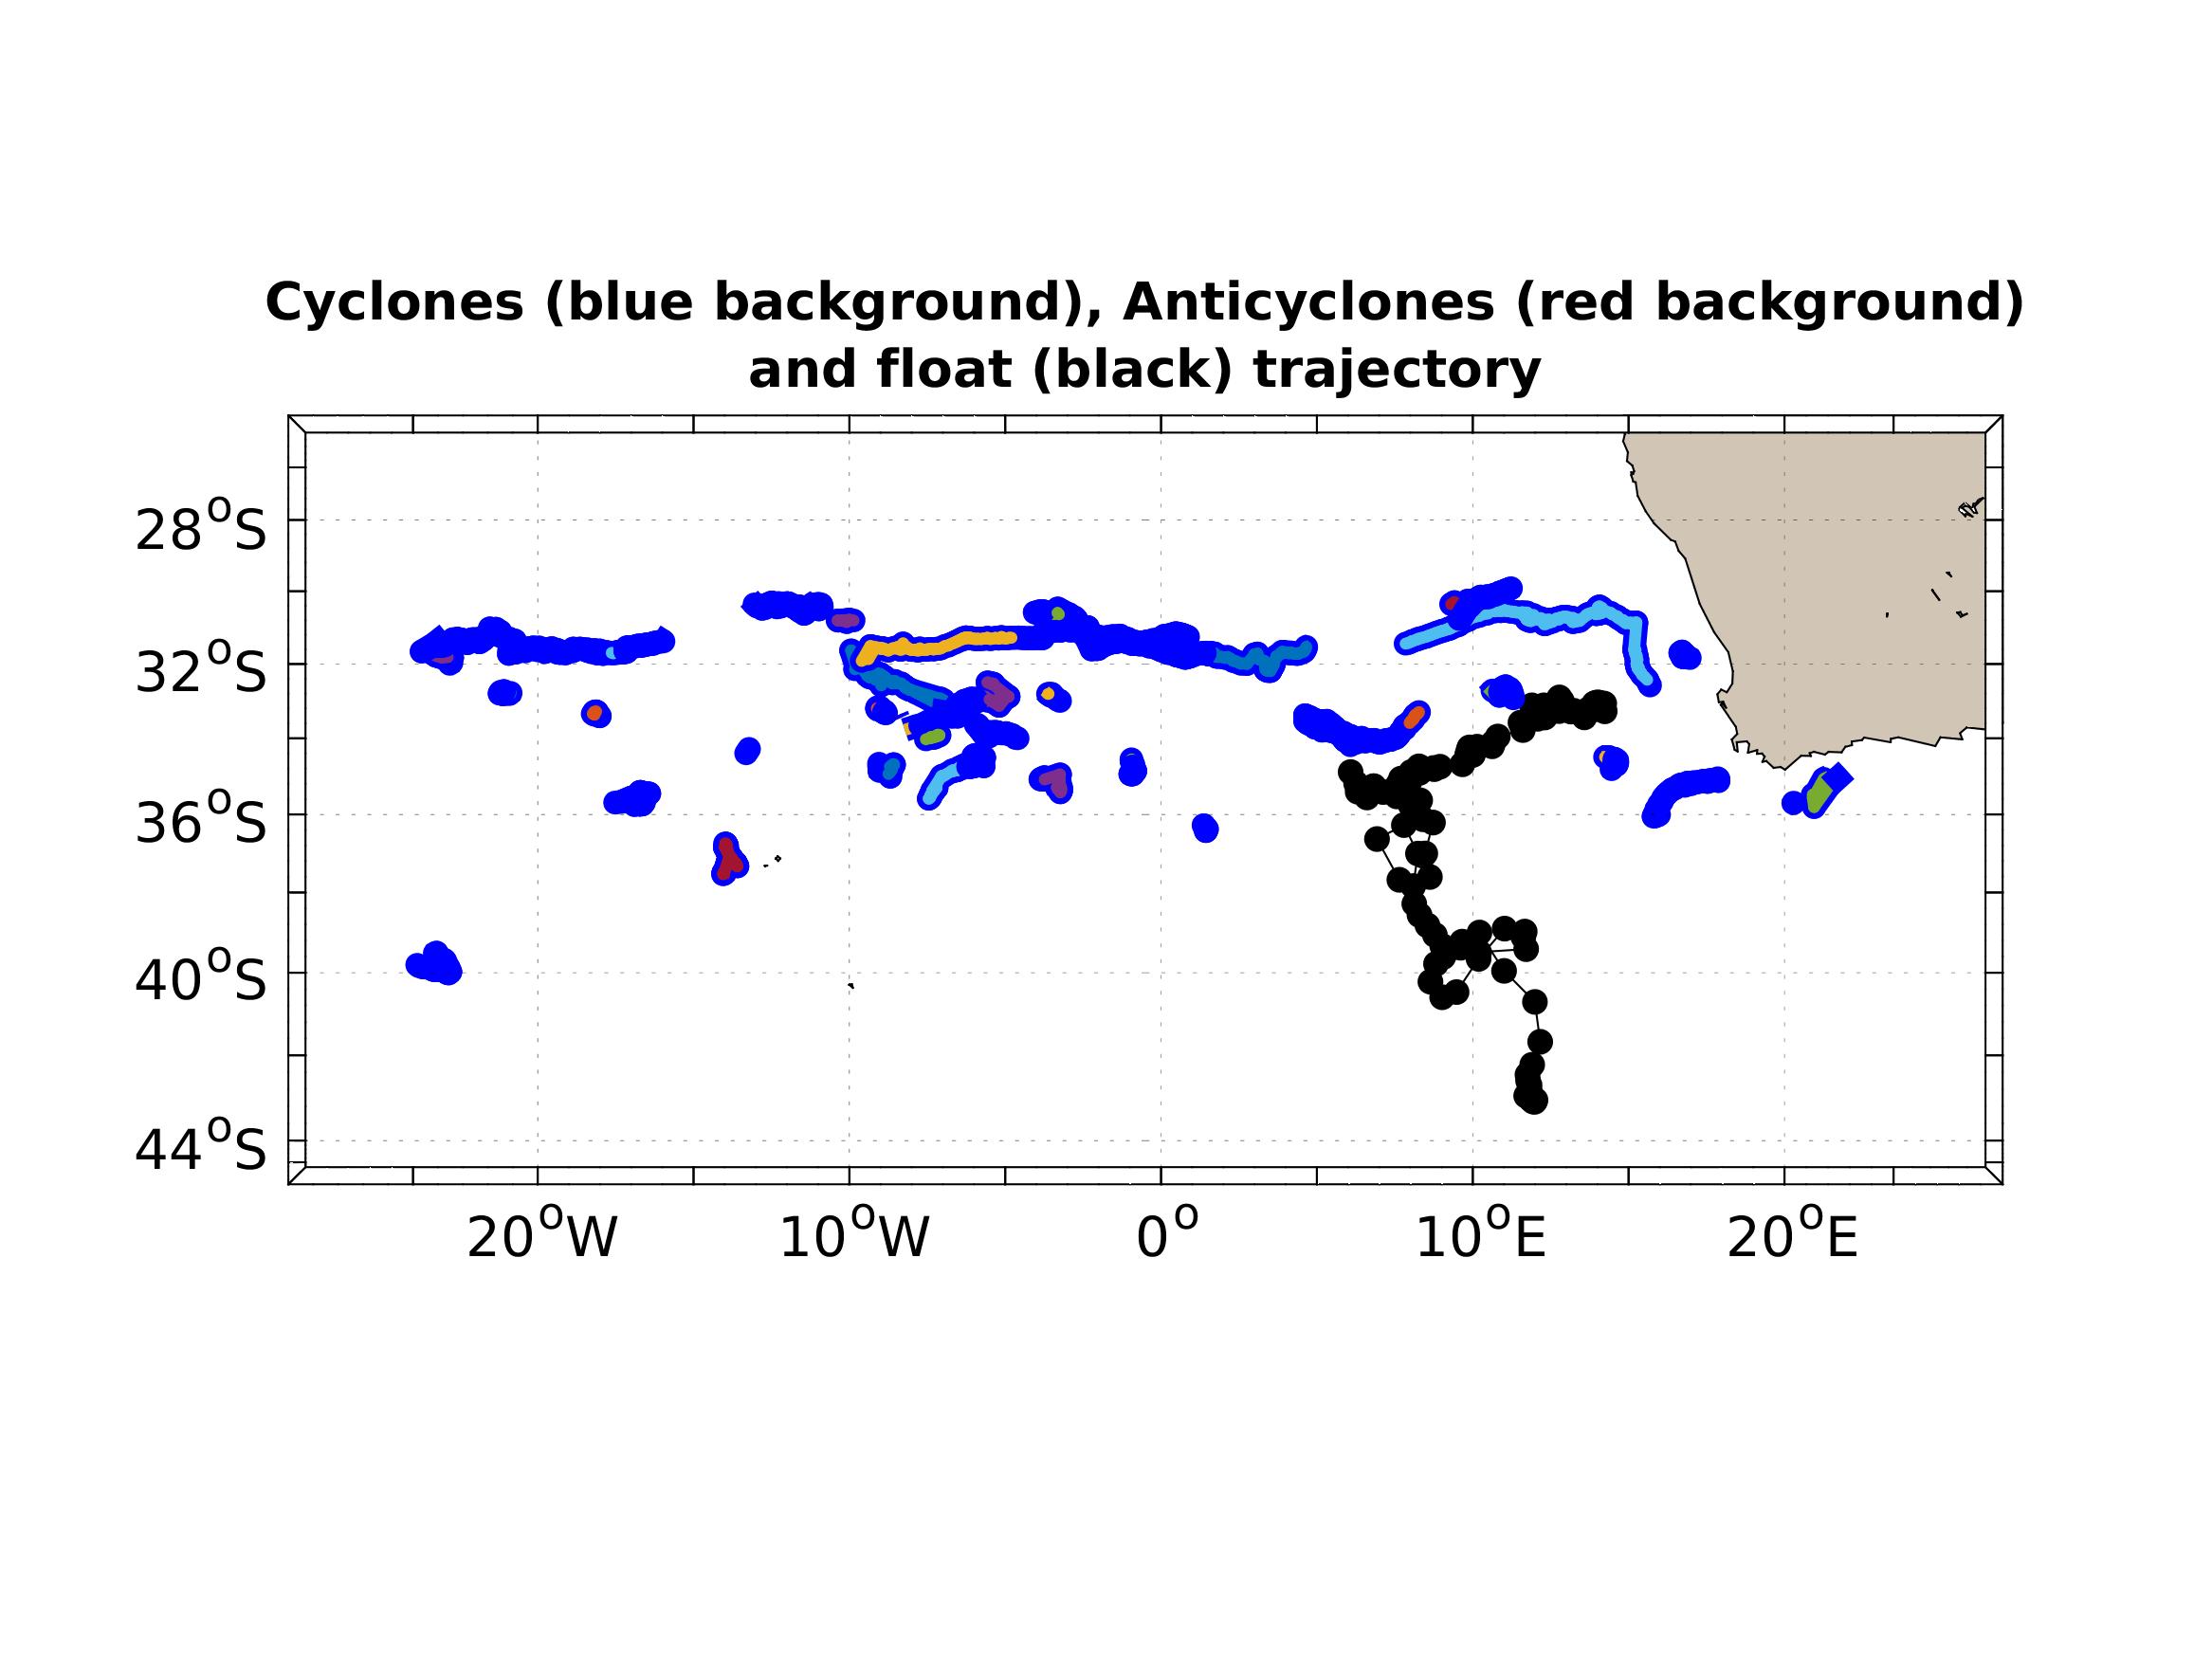 Cyclones (blue background), Anticyclones (red background)
and float (black) trajectory
28°S
32°S
36°S
40°S
44°S
20°W 10°W 0° 10°E 20°E